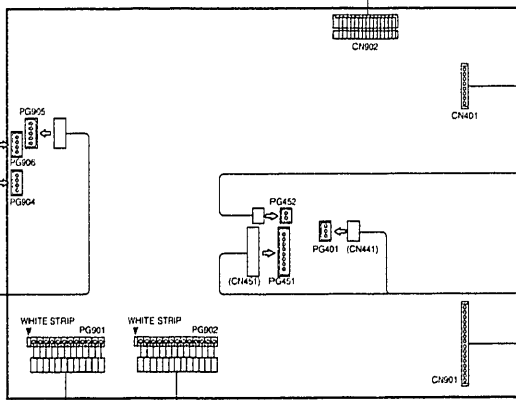 CN902
CN401
PG905
PG906
PG904
PG452
PG401
(CN441)
(CN451)
PG451
WHITE STRIP
PG901
WHITE STRIP
PG902
CN901